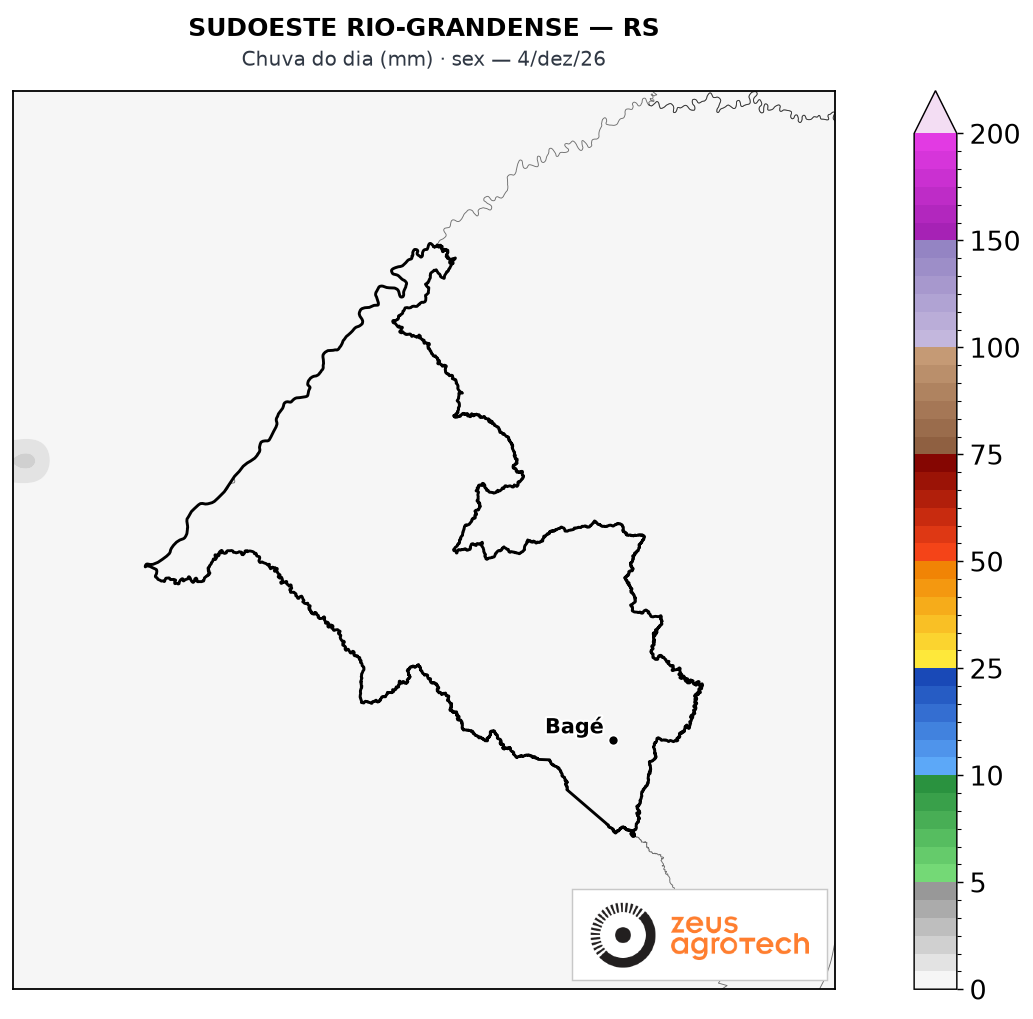 SUDOESTE RIO-GRANDENSE — RS
Chuva do dia (mm) · sex — 4/dez/26
200
150
100
75
50
25
10
5
0
Bagé
zeus
agrotech